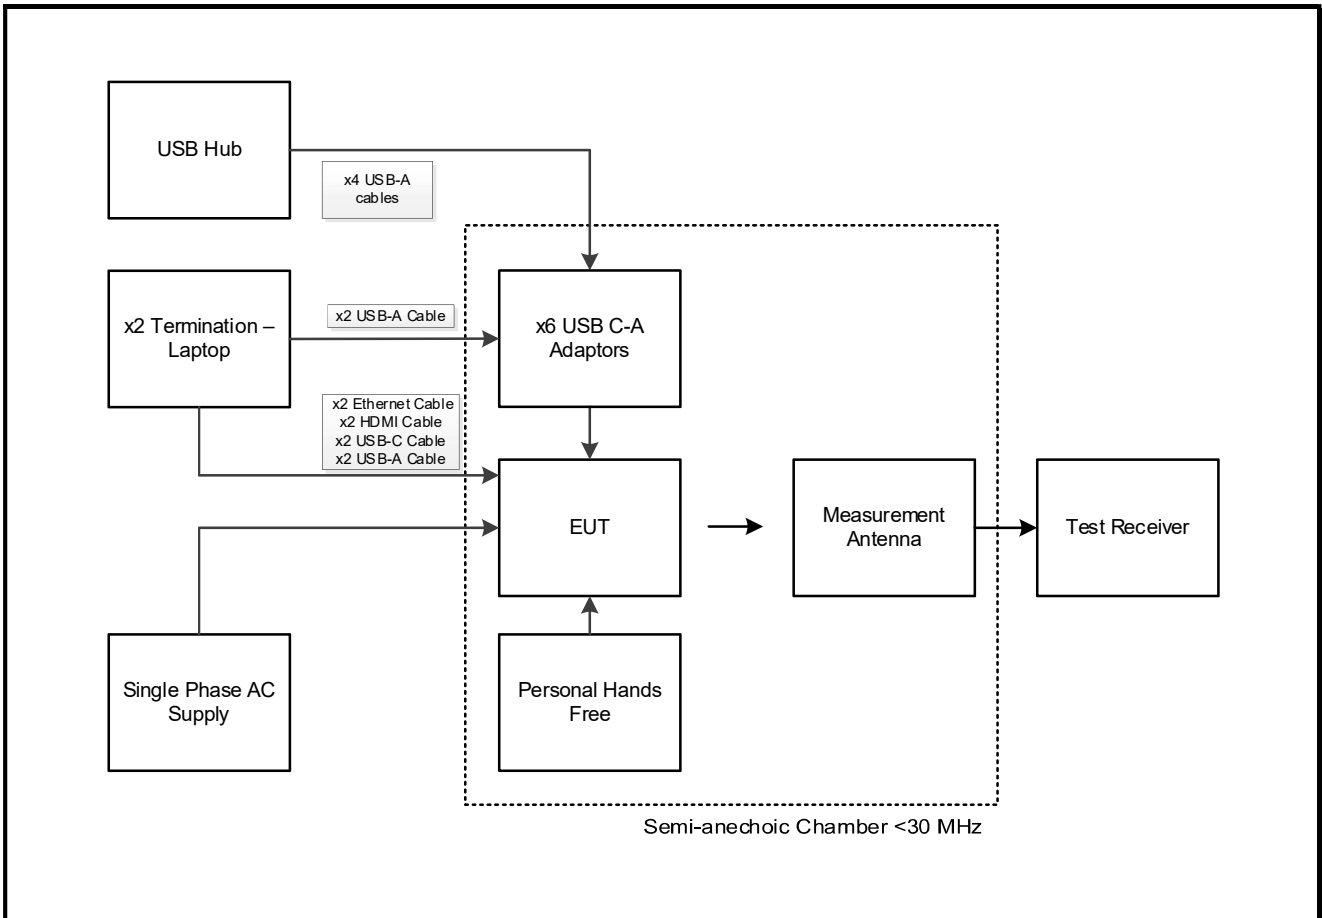 USB Hub
x4 USB-A
cables
x2 Termination –
Laptop
x2 USB-A Cable
x6 USB C-A
Adaptors
x2 Ethernet Cable
x2 HDMI Cable
x2 USB-C Cable
x2 USB-A Cable
EUT
Measurement
Antenna
Test Receiver
Single Phase AC
Supply
Personal Hands
Free
Semi-anechoic Chamber <30 MHz